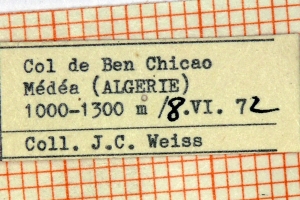 Col de Ben Chicao
Médéa (ALGERIE)
1000-1300 m /8.VI. 72
Coll. J.C. Weiss